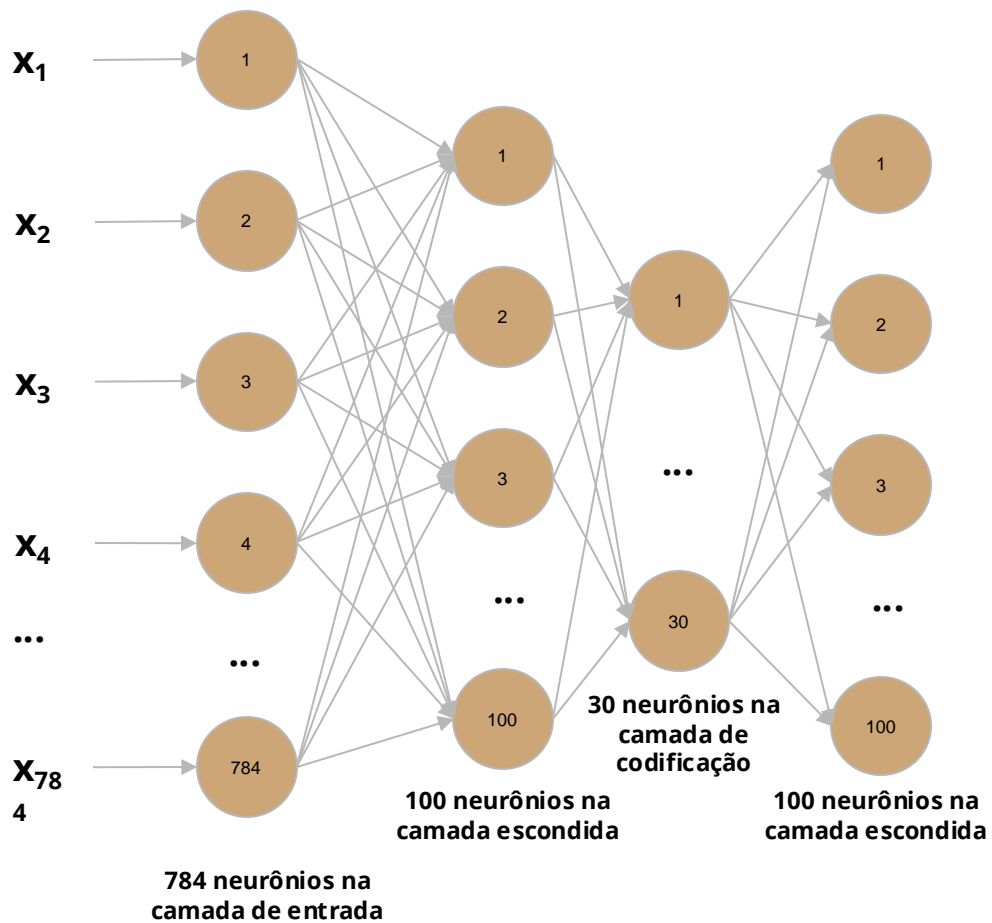 x1
x2
x3
x4
...
x78
4
1
2
3
4
...
784
784 neurônios na
camada de entrada
1
2
3
...
100
100 neurônios na
camada escondida
1
...
30
30 neurônios na
camada de
codificação
1
2
3
...
100
100 neurônios na
camada escondida